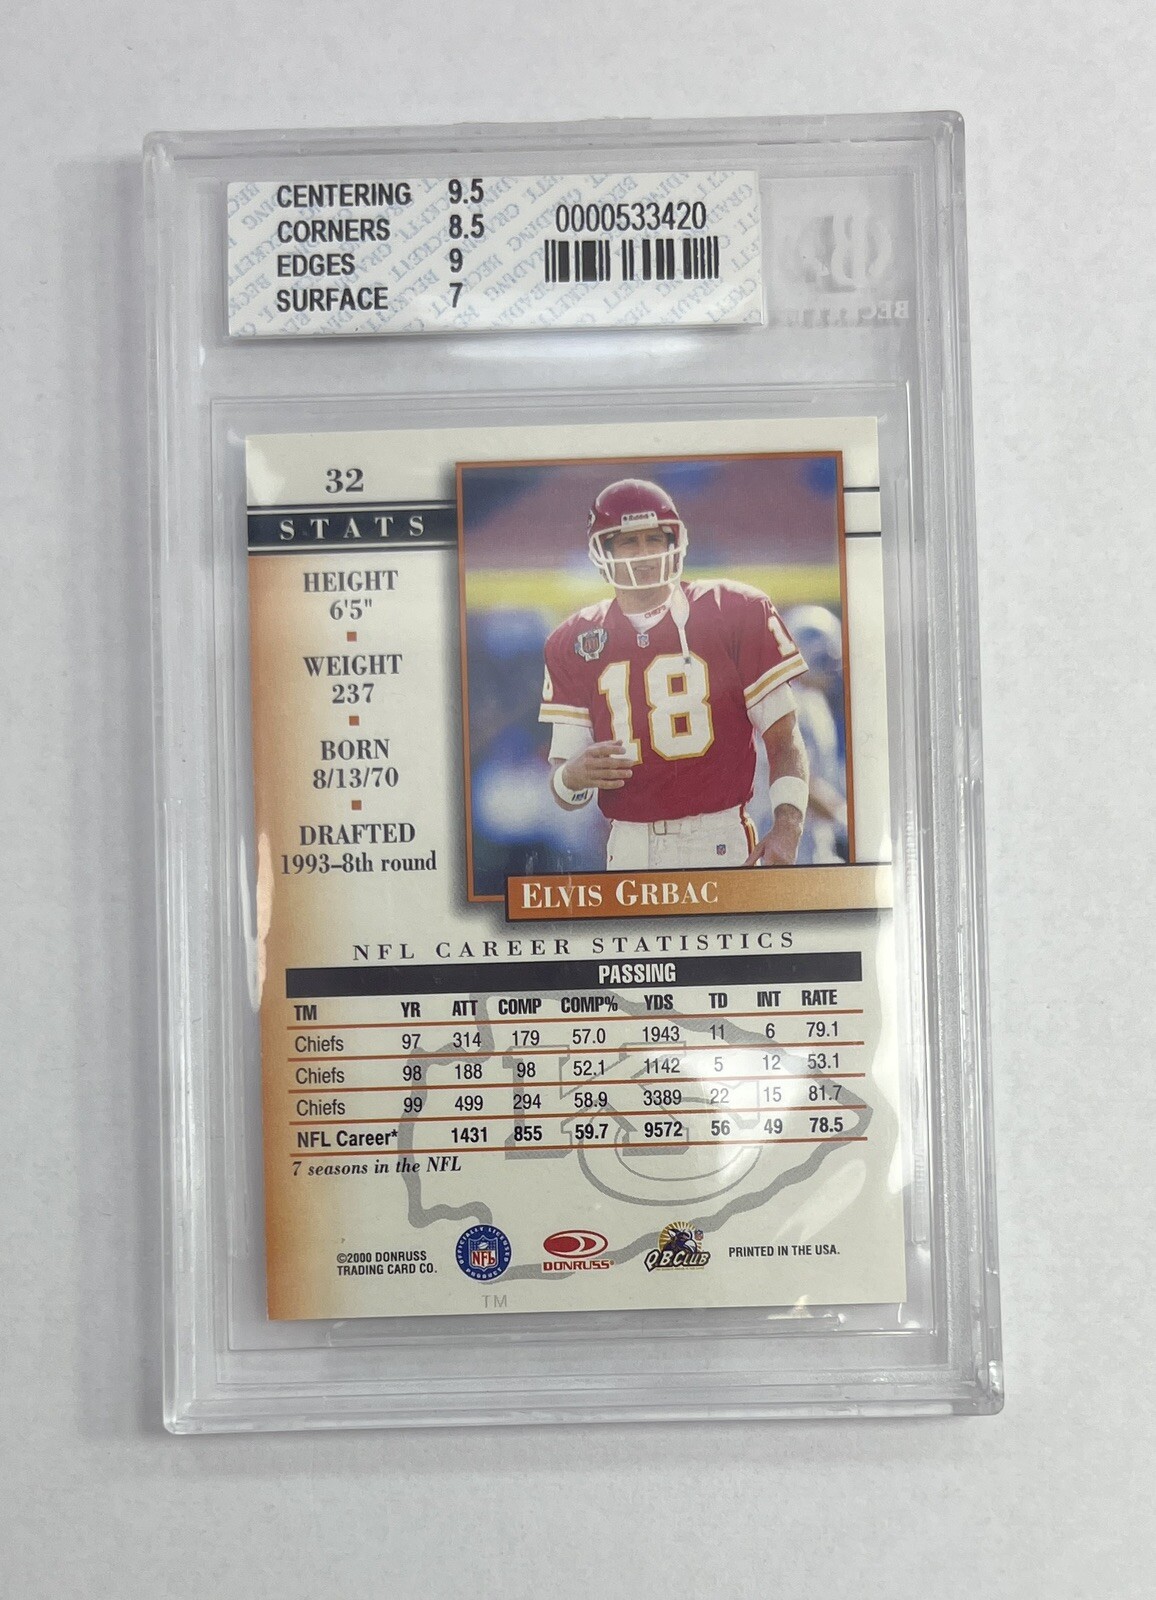 CENTERING 9.5
CORNERS 8.5
EDGES 9
SURFACE 7
0000533420
32
STATS
HEIGHT
6'5"
WEIGHT
237
BORN
8/13/70
DRAFTED
1993–8th round
18
18
ELVIS GRBAC
NFL CAREER STATISTICS
PASSING
TM YR ATT COMP COMP% YDS TD INT RATE
Chiefs 97 314 179 57.0 1943 11 6 79.1
Chiefs 98 188 98 52.1 1142 5 12 53.1
Chiefs 99 499 294 58.9 3389 22 15 81.7
NFL Career* 1431 855 59.7 9572 56 49 78.5
7 seasons in the NFL
©2000 DONRUSS
TRADING CARD CO.
OFFICIALLY LICENSED
NFL
PRODUCT
DONRUSS®
QB CLUB
PRINTED IN THE USA.
TM